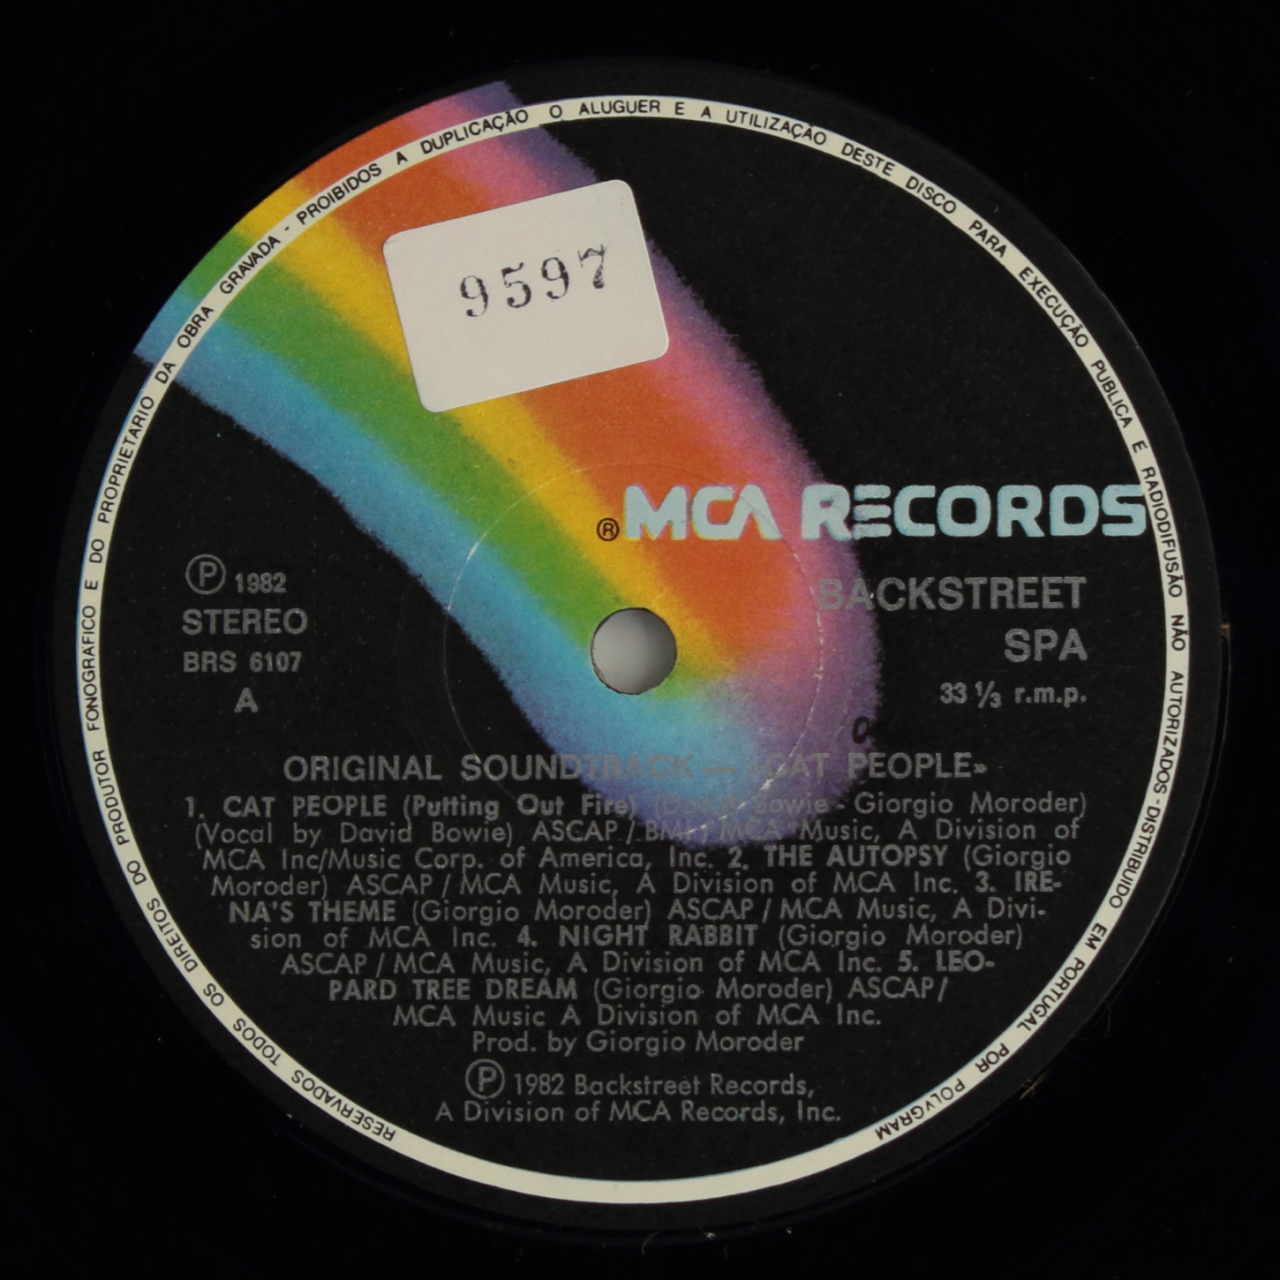 RESERVADOS TODOS OS DIREITOS DO PRODUTOR FONOGRAFICO E DO PROPRIETARIO DA OBRA GRAVADA - PROIBIDOS A DUPLICAÇÃO O ALUGUER E A UTILIZAÇÃO DESTE DISCO PARA EXECUÇÃO PUBLICA E RADIODIFUSÃO NÃO AUTORIZADOS - DISTRIBUIDO EM PORTUGAL POR POLYGRAM
9597
® MCA RECORDS
BACKSTREET
SPA
33 ⅓ r.m.p.
Ⓟ 1982
STEREO
BRS 6107
A
ORIGINAL SOUNDTRACK — «CAT PEOPLE»
1. CAT PEOPLE (Putting Out Fire) (David Bowie - Giorgio Moroder)
(Vocal by David Bowie) ASCAP / BMI / MCA Music, A Division of
MCA Inc/Music Corp. of America, Inc. 2. THE AUTOPSY (Giorgio
Moroder) ASCAP / MCA Music, A Division of MCA Inc. 3. IRE-
NA'S THEME (Giorgio Moroder) ASCAP / MCA Music, A Divi-
sion of MCA Inc. 4. NIGHT RABBIT (Giorgio Moroder)
ASCAP / MCA Music, A Division of MCA Inc. 5. LEO-
PARD TREE DREAM (Giorgio Moroder) ASCAP /
MCA Music A Division of MCA Inc.
Prod. by Giorgio Moroder
Ⓟ 1982 Backstreet Records,
A Division of MCA Records, Inc.